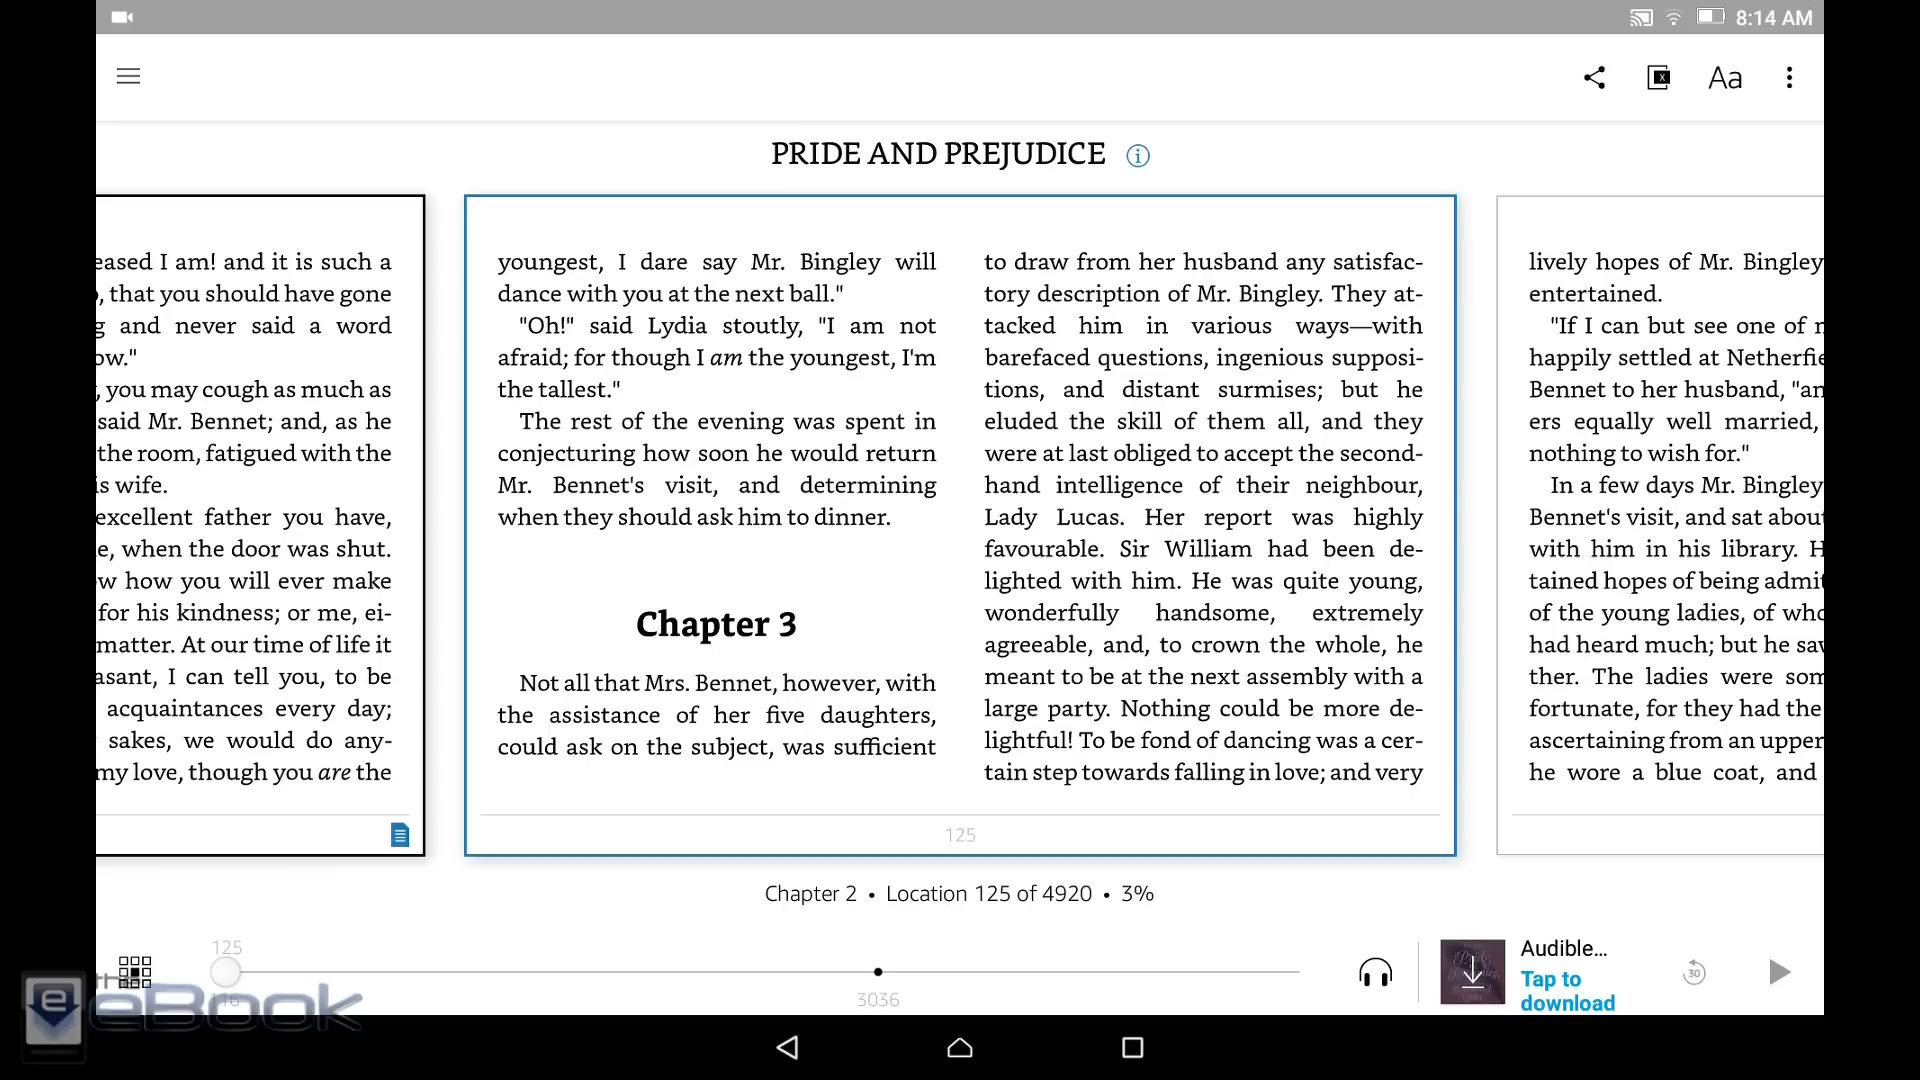 8:14 AM
Aa
PRIDE AND PREJUDICE
eased I am! and it is such a
, that you should have gone
g and never said a word
ow."
, you may cough as much as
said Mr. Bennet; and, as he
the room, fatigued with the
is wife.
excellent father you have,
e, when the door was shut.
w how you will ever make
for his kindness; or me, ei-
matter. At our time of life it
asant, I can tell you, to be
acquaintances every day;
sakes, we would do any-
my love, though you are the
youngest, I dare say Mr. Bingley will
dance with you at the next ball."
"Oh!" said Lydia stoutly, "I am not
afraid; for though I am the youngest, I'm
the tallest."
The rest of the evening was spent in
conjecturing how soon he would return
Mr. Bennet's visit, and determining
when they should ask him to dinner.
Chapter 3
Not all that Mrs. Bennet, however, with
the assistance of her five daughters,
could ask on the subject, was sufficient
to draw from her husband any satisfac-
tory description of Mr. Bingley. They at-
tacked him in various ways—with
barefaced questions, ingenious supposi-
tions, and distant surmises; but he
eluded the skill of them all, and they
were at last obliged to accept the second-
hand intelligence of their neighbour,
Lady Lucas. Her report was highly
favourable. Sir William had been de-
lighted with him. He was quite young,
wonderfully handsome, extremely
agreeable, and, to crown the whole, he
meant to be at the next assembly with a
large party. Nothing could be more de-
lightful! To be fond of dancing was a cer-
tain step towards falling in love; and very
125
lively hopes of Mr. Bingley
entertained.
"If I can but see one of m
happily settled at Netherfie
Bennet to her husband, "an
ers equally well married,
nothing to wish for."
In a few days Mr. Bingley
Bennet's visit, and sat about
with him in his library. H
tained hopes of being admit
of the young ladies, of who
had heard much; but he saw
ther. The ladies were som
fortunate, for they had the
ascertaining from an upper
he wore a blue coat, and
Chapter 2 • Location 125 of 4920 • 3%
125
116
3036
Audible...
Tap to
download
30
the
eBook